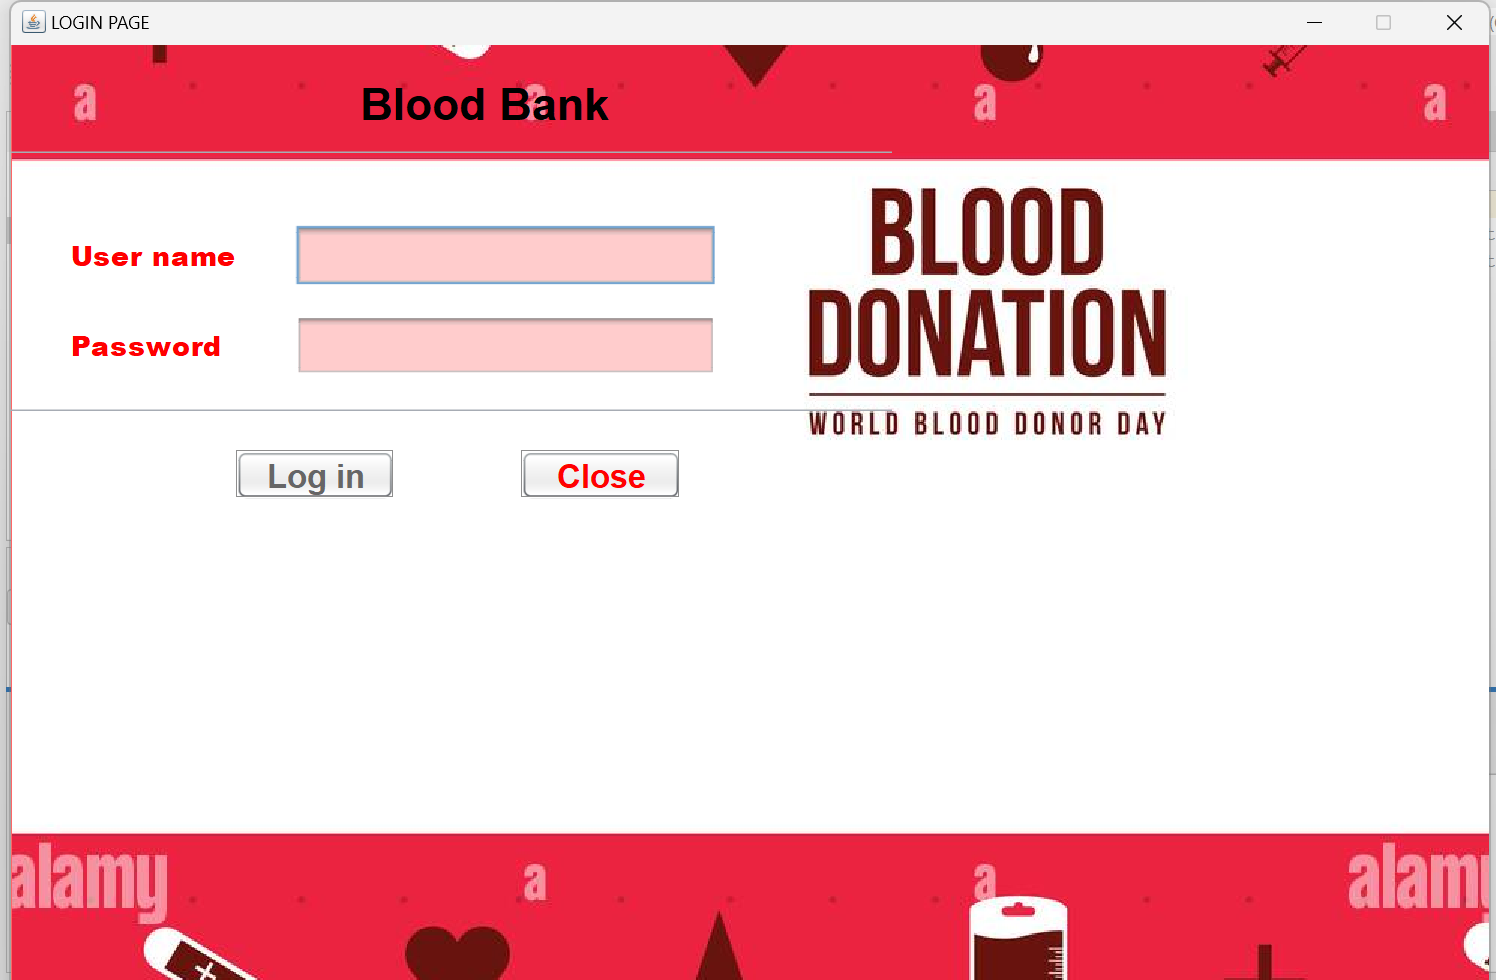 LOGIN PAGE
a a a a
Blood Bank
BLOOD
DONATION
WORLD BLOOD DONOR DAY
User name
Password
Log in Close
alamy a a alamy